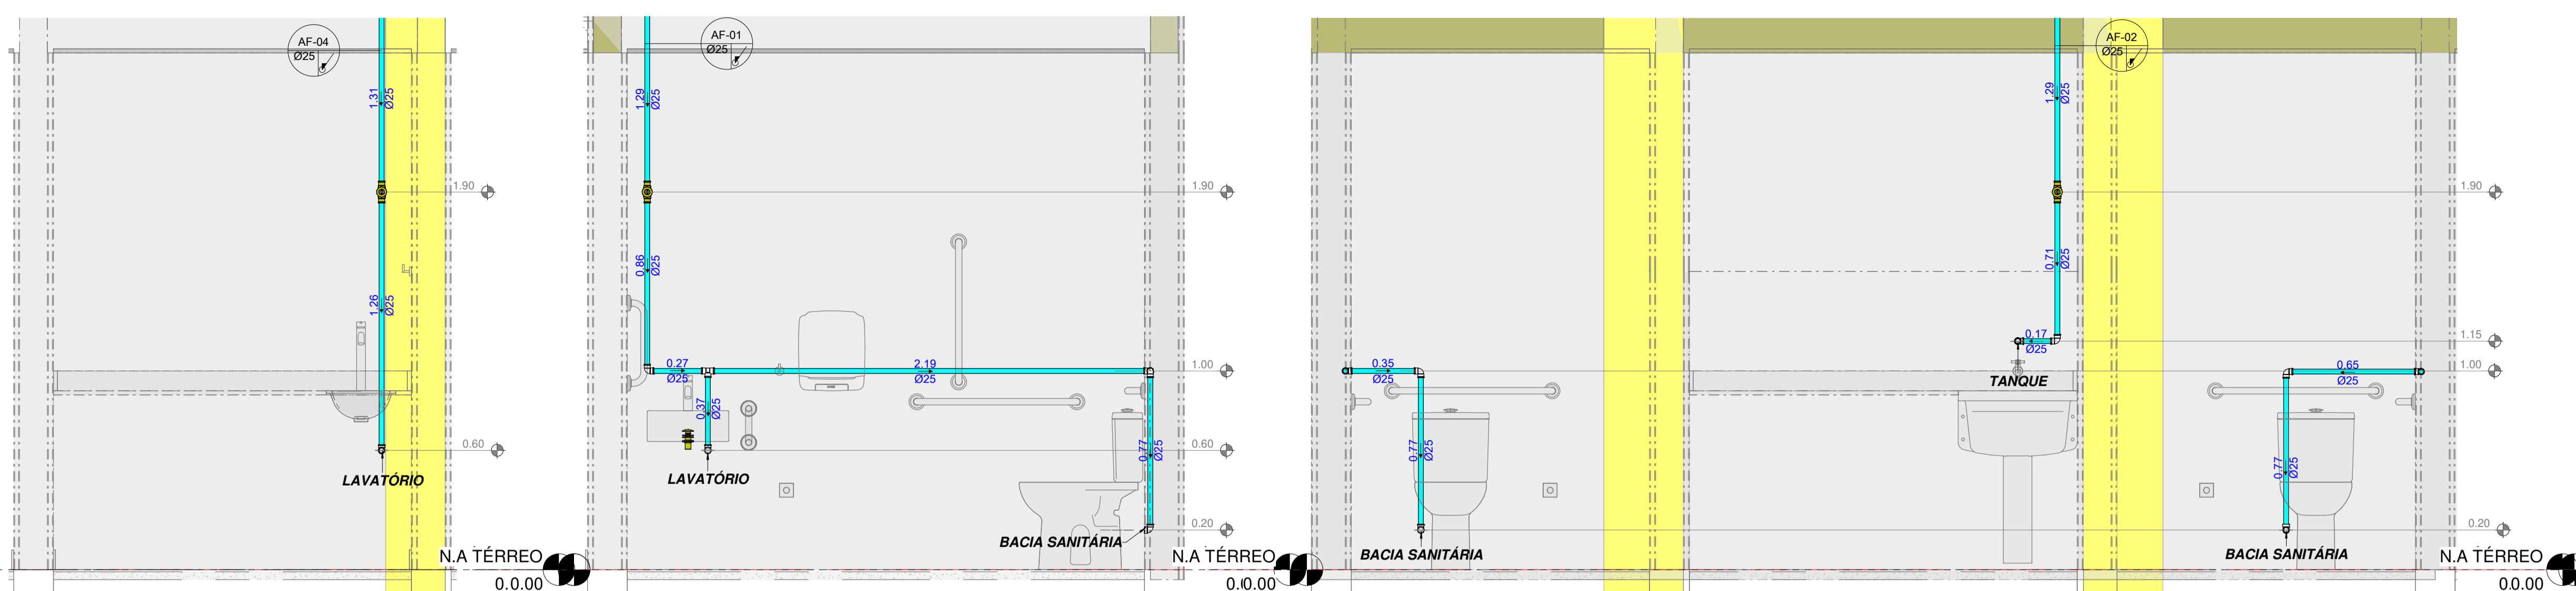 AF-04
Ø25
1.31
Ø25
1.90
1.26
Ø25
0.60
LAVATÓRIO
N.A TÉRREO
0.0.00
AF-01
Ø25
1.29
Ø25
1.90
0.86
Ø25
0.27
Ø25
2.19
Ø25
1.00
0.37
Ø25
0.77
Ø25
0.60
LAVATÓRIO
0.20
BACIA SANITÁRIA
N.A TÉRREO
0.0.00
0.35
Ø25
0.77
Ø25
BACIA SANITÁRIA
AF-02
Ø25
1.29
Ø25
1.90
0.71
Ø25
0.17
Ø25
1.15
TANQUE
0.65
Ø25
1.00
0.77
Ø25
0.20
BACIA SANITÁRIA
N.A TÉRREO
0.0.00